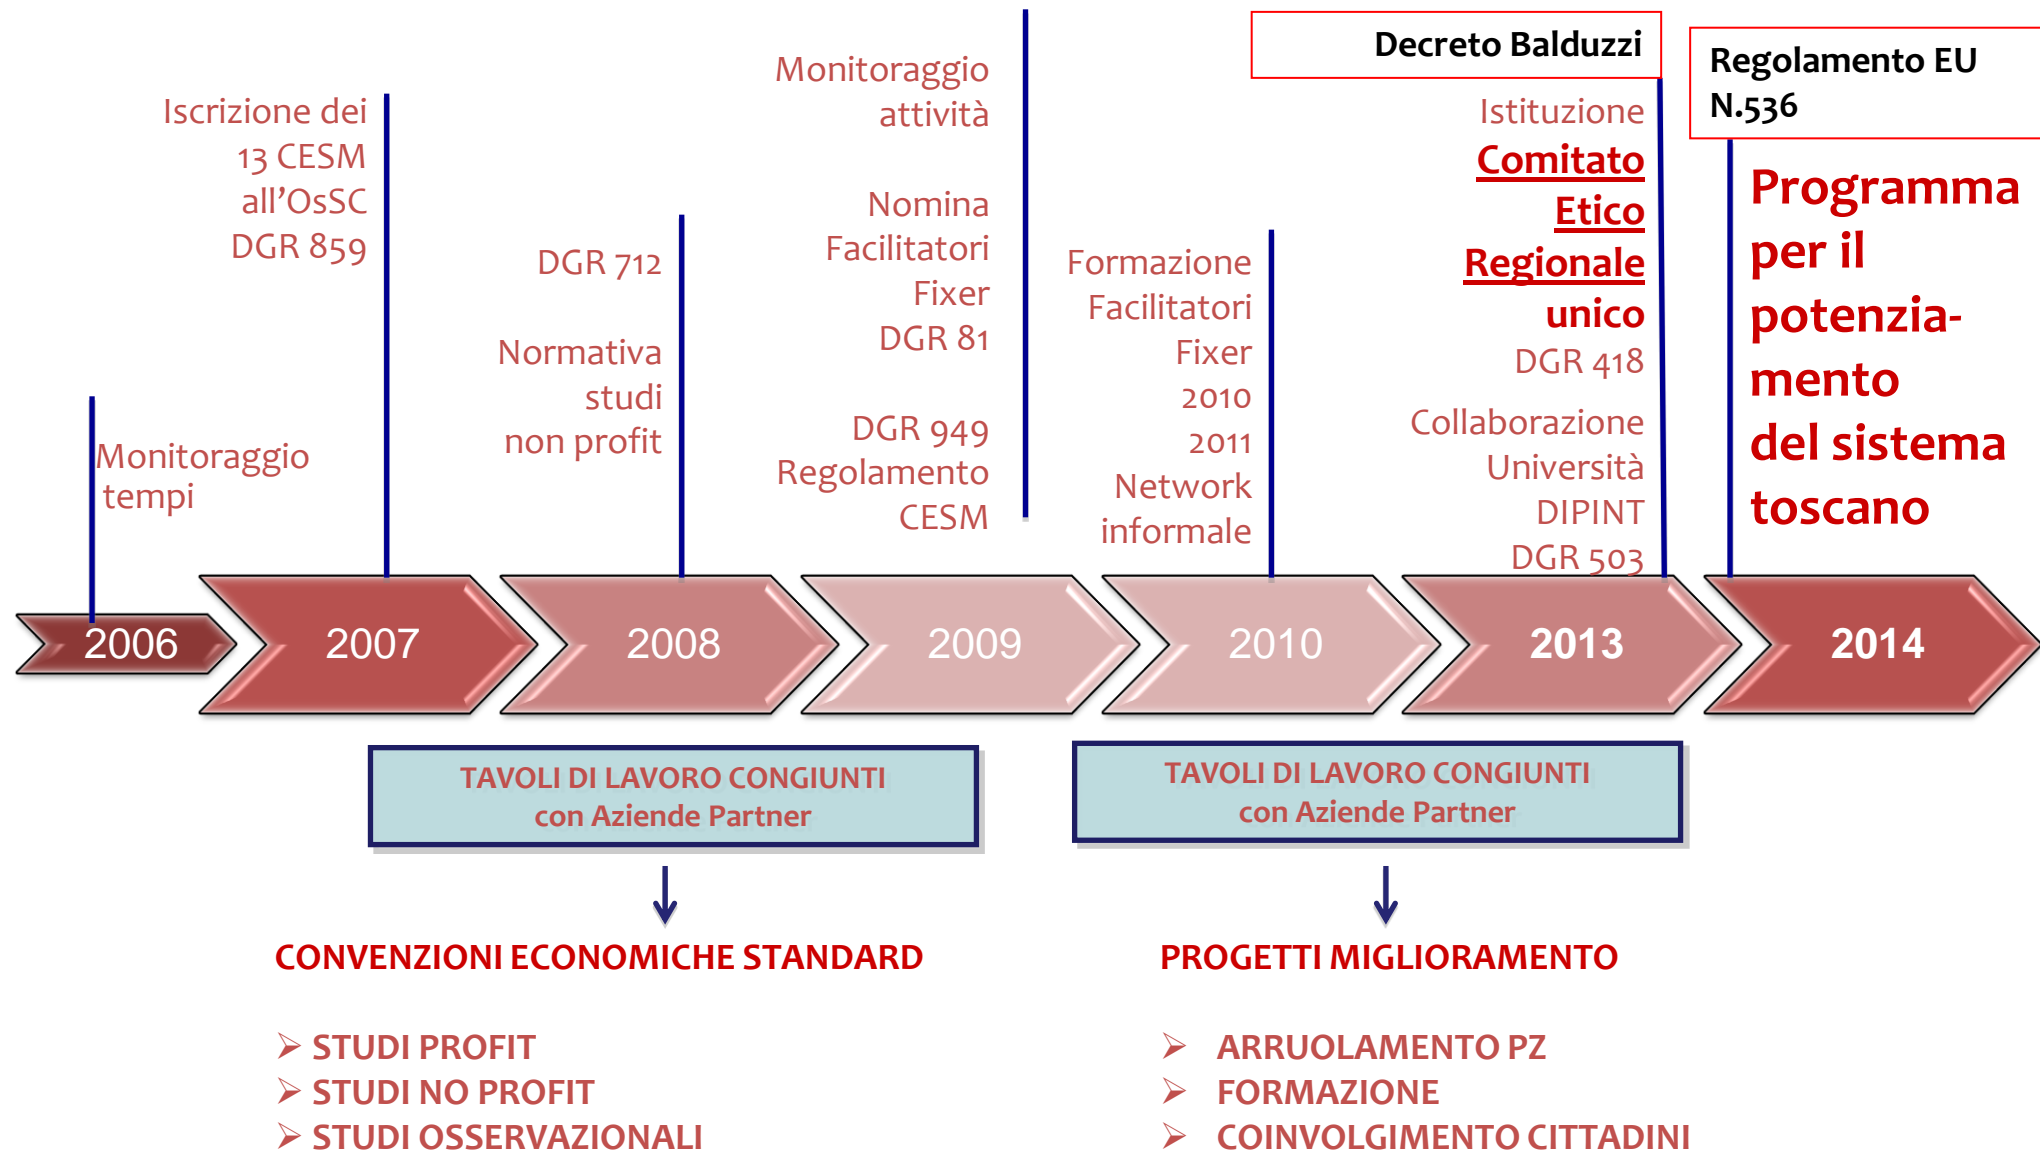 Monitoraggio
tempi
Iscrizione dei
13 CESM
all’OsSC
DGR 859
DGR 712
Normativa
studi
non profit
Monitoraggio
attività
Nomina
Facilitatori
Fixer
DGR 81
DGR 949
Regolamento
CESM
Formazione
Facilitatori
Fixer
2010
2011
Network
informale
Decreto Balduzzi
Istituzione
Comitato
Etico
Regionale
unico
DGR 418
Collaborazione
Università
DIPINT
DGR 503
Regolamento EU
N.536
Programma
per il
potenzia-
mento
del sistema
toscano
2006
2007
2008
2009
2010
2013
2014
TAVOLI DI LAVORO CONGIUNTI
con Aziende Partner
TAVOLI DI LAVORO CONGIUNTI
con Aziende Partner
CONVENZIONI ECONOMICHE STANDARD
➢ STUDI PROFIT
➢ STUDI NO PROFIT
➢ STUDI OSSERVAZIONALI
PROGETTI MIGLIORAMENTO
➢ ARRUOLAMENTO PZ
➢ FORMAZIONE
➢ COINVOLGIMENTO CITTADINI